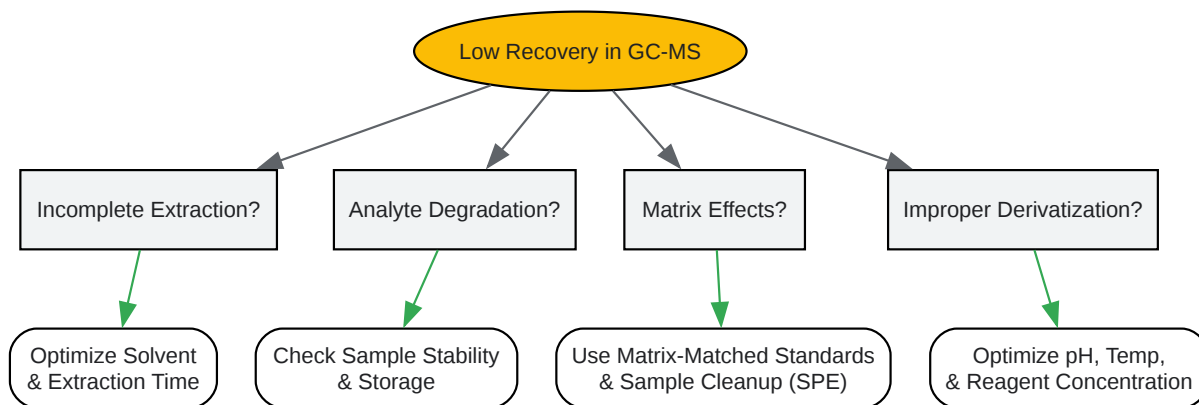 Low Recovery in GC-MS
Incomplete Extraction?
Analyte Degradation?
Matrix Effects?
Improper Derivatization?
Optimize Solvent
& Extraction Time
Check Sample Stability
& Storage
Use Matrix-Matched Standards
& Sample Cleanup (SPE)
Optimize pH, Temp,
& Reagent Concentration